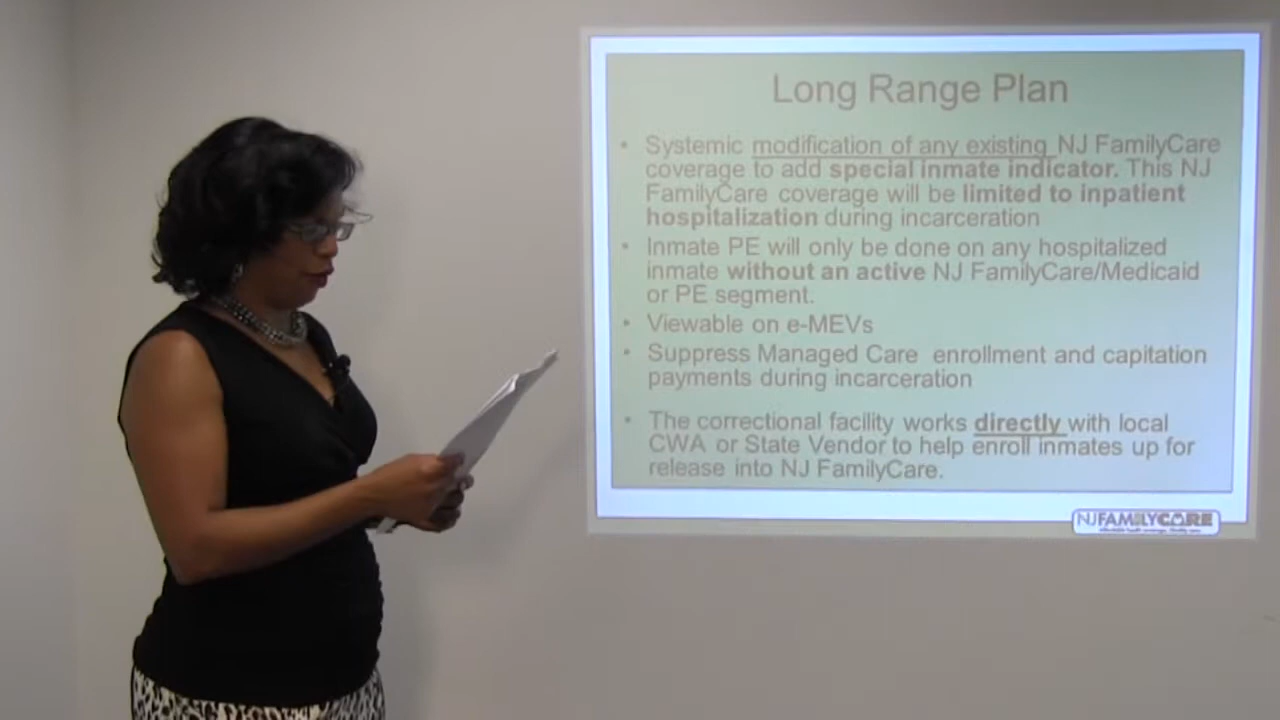 Long Range Plan
• Systemic modification of any existing NJ FamilyCare
coverage to add special inmate indicator. This NJ
FamilyCare coverage will be limited to inpatient
hospitalization during incarceration
• Inmate PE will only be done on any hospitalized
inmate without an active NJ FamilyCare/Medicaid
or PE segment.
• Viewable on e-MEVs
• Suppress Managed Care enrollment and capitation
payments during incarceration
• The correctional facility works directly with local
CWA or State Vendor to help enroll inmates up for
release into NJ FamilyCare.
NJFAMILYCARE